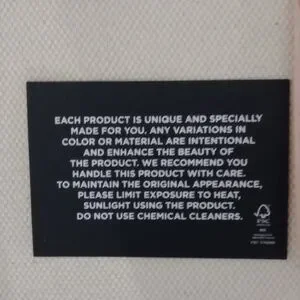 EACH PRODUCT IS UNIQUE AND SPECIALLY
MADE FOR YOU. ANY VARIATIONS IN
COLOR OR MATERIAL ARE INTENTIONAL
AND ENHANCE THE BEAUTY OF
THE PRODUCT. WE RECOMMEND YOU
HANDLE THIS PRODUCT WITH CARE.
TO MAINTAIN THE ORIGINAL APPEARANCE,
PLEASE LIMIT EXPOSURE TO HEAT,
SUNLIGHT USING THE PRODUCT.
DO NOT USE CHEMICAL CLEANERS.
FSC